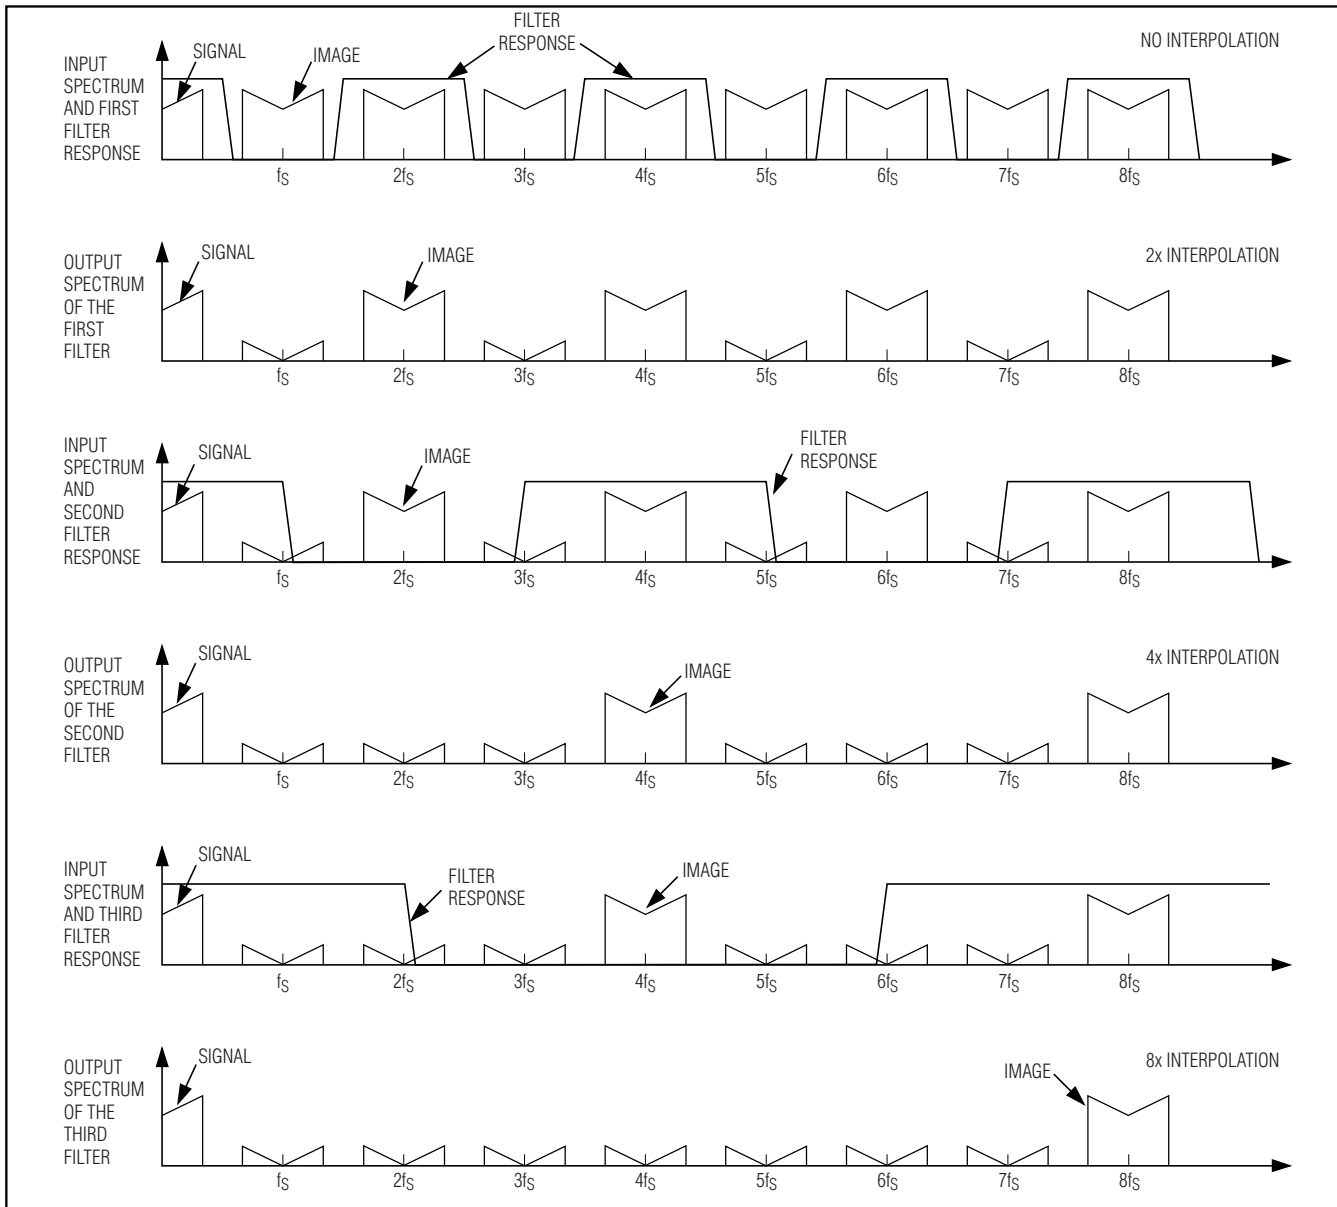 FILTER
RESPONSE
NO INTERPOLATION
SIGNAL
IMAGE
INPUT
SPECTRUM
AND FIRST
FILTER
RESPONSE
fS 2fS 3fS 4fS 5fS 6fS 7fS 8fS
SIGNAL
IMAGE
2x INTERPOLATION
OUTPUT
SPECTRUM
OF THE
FIRST
FILTER
fS 2fS 3fS 4fS 5fS 6fS 7fS 8fS
SIGNAL
IMAGE
FILTER
RESPONSE
INPUT
SPECTRUM
AND
SECOND
FILTER
RESPONSE
fS 2fS 3fS 4fS 5fS 6fS 7fS 8fS
SIGNAL
IMAGE
4x INTERPOLATION
OUTPUT
SPECTRUM
OF THE
SECOND
FILTER
fS 2fS 3fS 4fS 5fS 6fS 7fS 8fS
SIGNAL
FILTER
RESPONSE
IMAGE
INPUT
SPECTRUM
AND THIRD
FILTER
RESPONSE
fS 2fS 3fS 4fS 5fS 6fS 7fS 8fS
SIGNAL
IMAGE
8x INTERPOLATION
OUTPUT
SPECTRUM
OF THE
THIRD
FILTER
fS 2fS 3fS 4fS 5fS 6fS 7fS 8fS